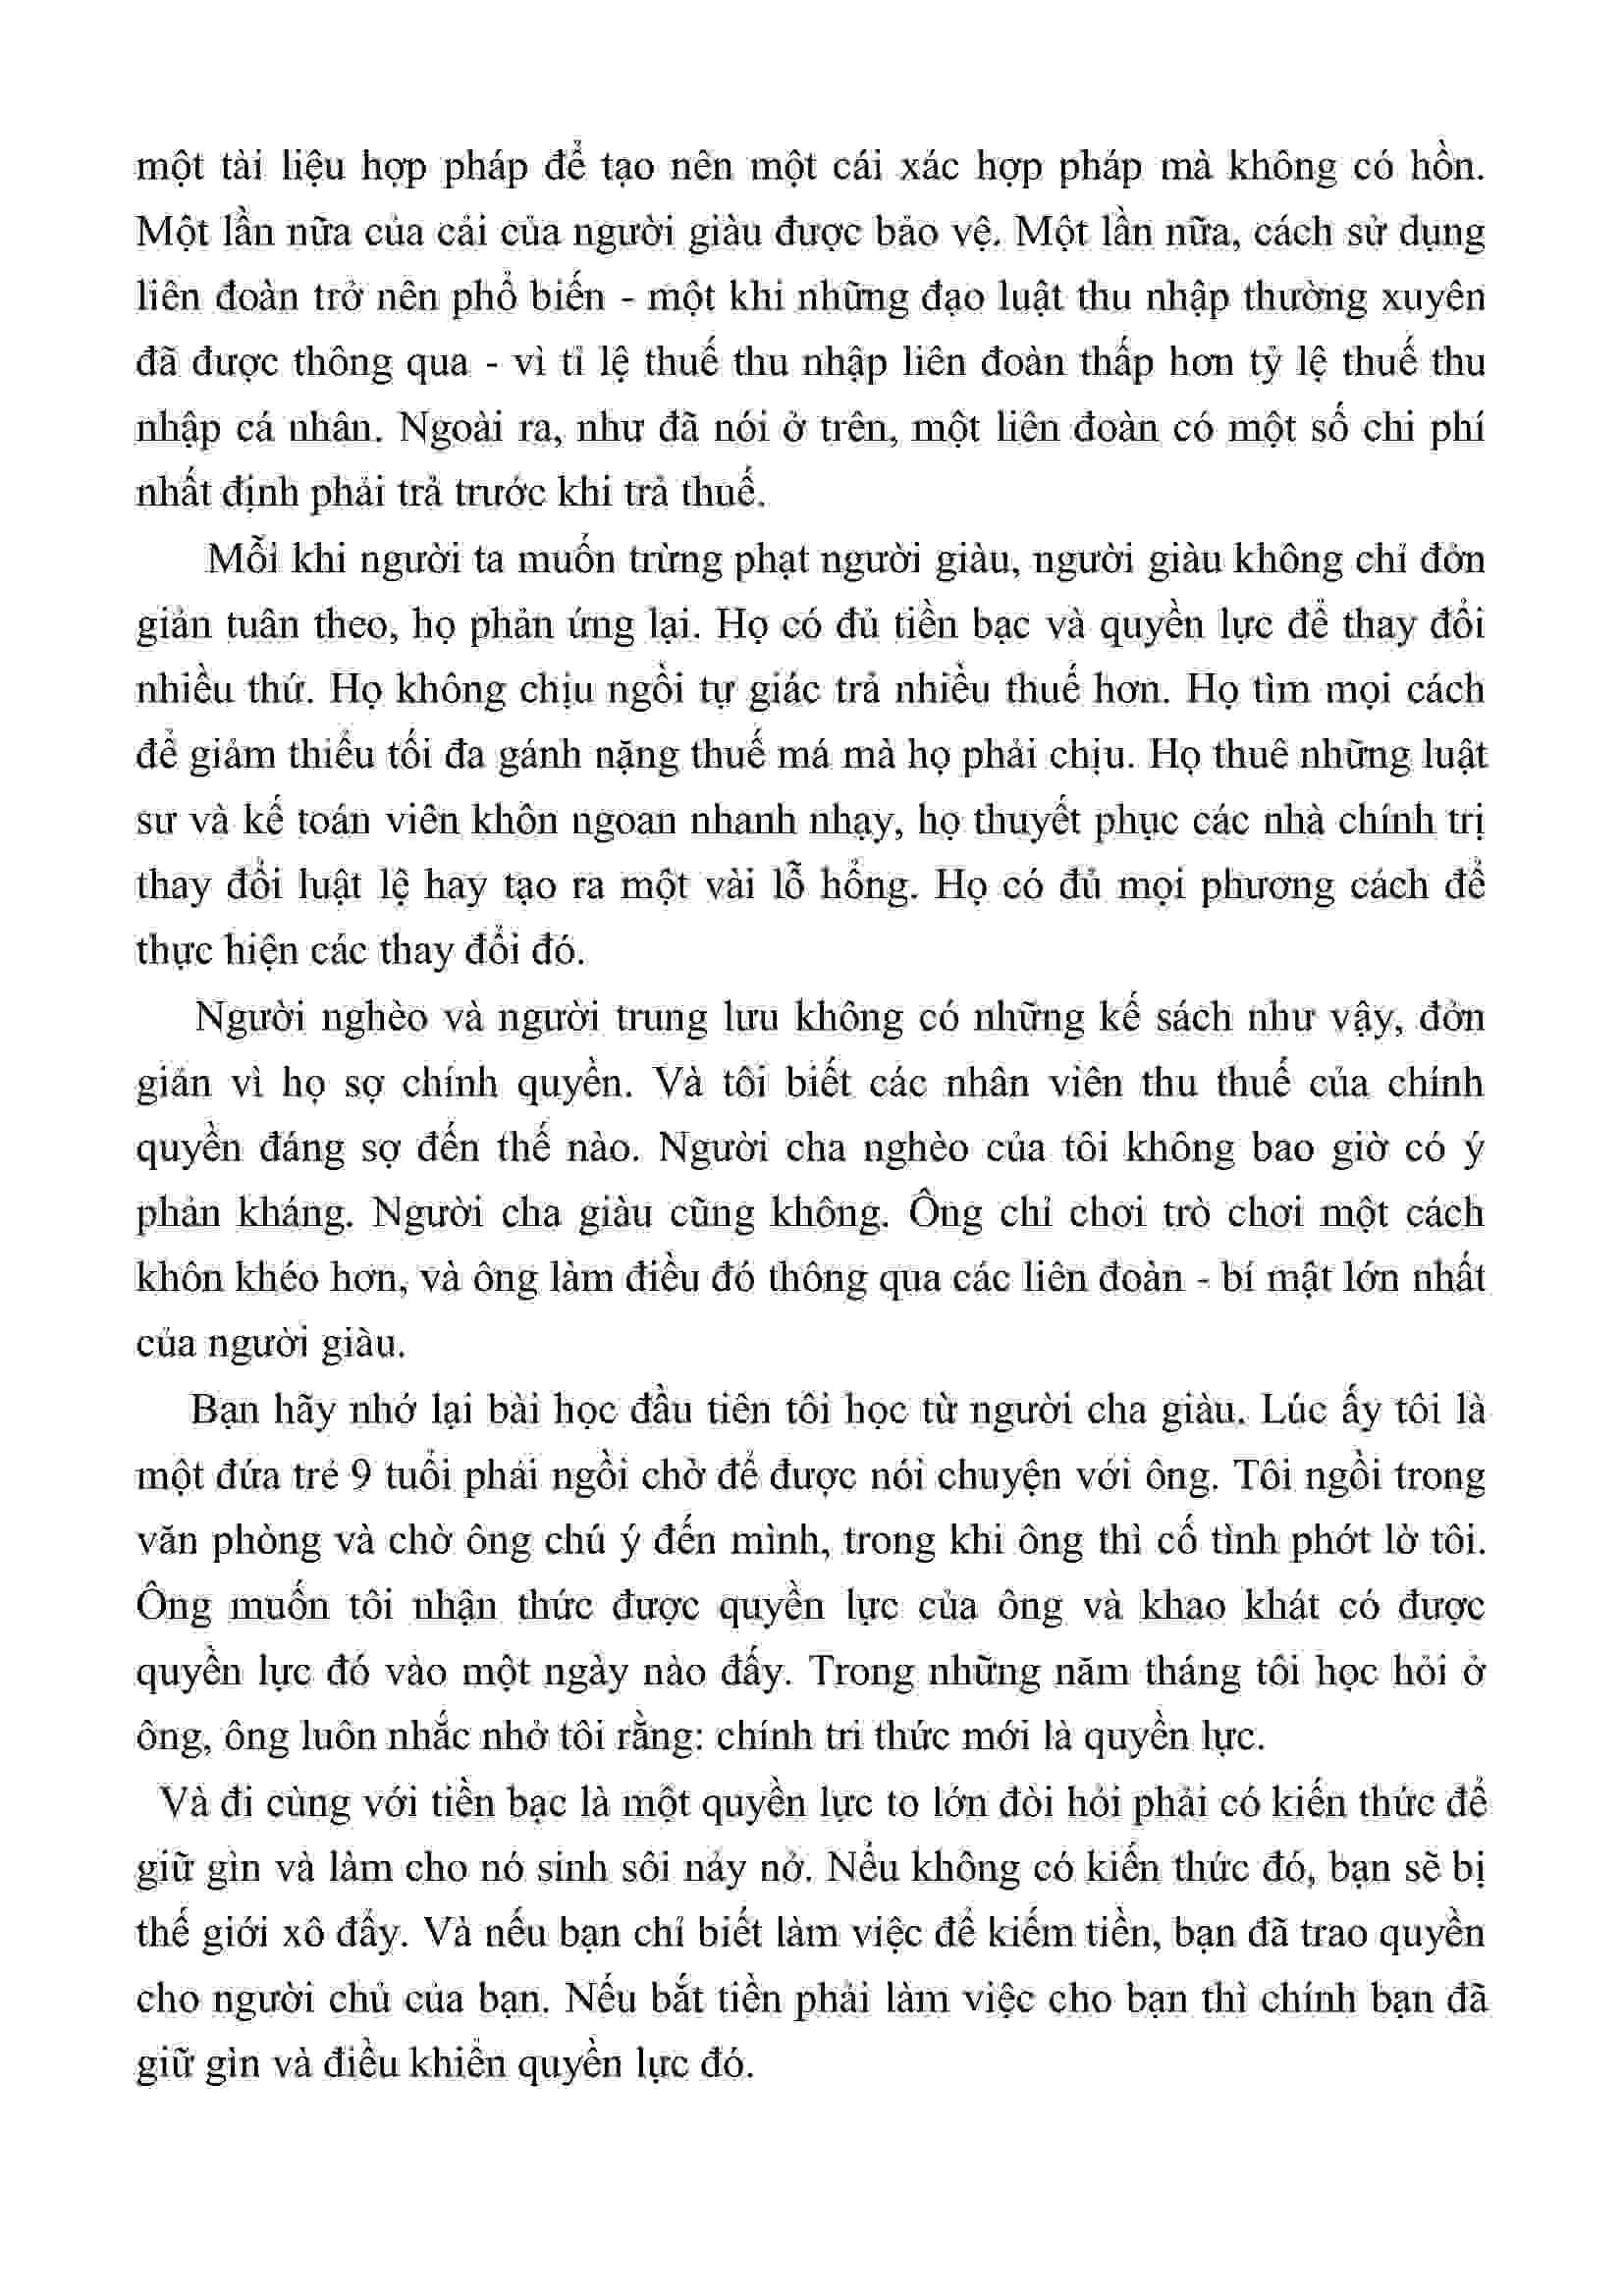 một tài liệu hợp pháp để tạo nên một cái xác hợp pháp mà không có hồn.
Một lần nữa của cải của người giàu được bảo vệ. Một lần nữa, cách sử dụng
liên đoàn trở nên phổ biến - một khi những đạo luật thu nhập thường xuyên
đã được thông qua - vì tỉ lệ thuế thu nhập liên đoàn thấp hơn tỷ lệ thuế thu
nhập cá nhân. Ngoài ra, như đã nói ở trên, một liên đoàn có một số chi phí
nhất định phải trả trước khi trả thuế.
Mỗi khi người ta muốn trừng phạt người giàu, người giàu không chỉ đơn
giản tuân theo, họ phản ứng lại. Họ có đủ tiền bạc và quyền lực để thay đổi
nhiều thứ. Họ không chịu ngồi tự giác trả nhiều thuế hơn. Họ tìm mọi cách
để giảm thiểu tối đa gánh nặng thuế má mà họ phải chịu. Họ thuê những luật
sư và kế toán viên khôn ngoan nhanh nhạy, họ thuyết phục các nhà chính trị
thay đổi luật lệ hay tạo ra một vài lỗ hổng. Họ có đủ mọi phương cách để
thực hiện các thay đổi đó.
Người nghèo và người trung lưu không có những kế sách như vậy, đơn
giản vì họ sợ chính quyền. Và tôi biết các nhân viên thu thuế của chính
quyền đáng sợ đến thế nào. Người cha nghèo của tôi không bao giờ có ý
phản kháng. Người cha giàu cũng không. Ông chỉ chơi trò chơi một cách
khôn khéo hơn, và ông làm điều đó thông qua các liên đoàn - bí mật lớn nhất
của người giàu.
Bạn hãy nhớ lại bài học đầu tiên tôi học từ người cha giàu. Lúc ấy tôi là
một đứa trẻ 9 tuổi phải ngồi chờ để được nói chuyện với ông. Tôi ngồi trong
văn phòng và chờ ông chú ý đến mình, trong khi ông thì cố tình phớt lờ tôi.
Ông muốn tôi nhận thức được quyền lực của ông và khao khát có được
quyền lực đó vào một ngày nào đấy. Trong những năm tháng tôi học hỏi ở
ông, ông luôn nhắc nhở tôi rằng: chính tri thức mới là quyền lực.
Và đi cùng với tiền bạc là một quyền lực to lớn đòi hỏi phải có kiến thức để
giữ gìn và làm cho nó sinh sôi nảy nở. Nếu không có kiến thức đó, bạn sẽ bị
thế giới xô đẩy. Và nếu bạn chỉ biết làm việc để kiếm tiền, bạn đã trao quyền
cho người chủ của bạn. Nếu bắt tiền phải làm việc cho bạn thì chính bạn đã
giữ gìn và điều khiển quyền lực đó.